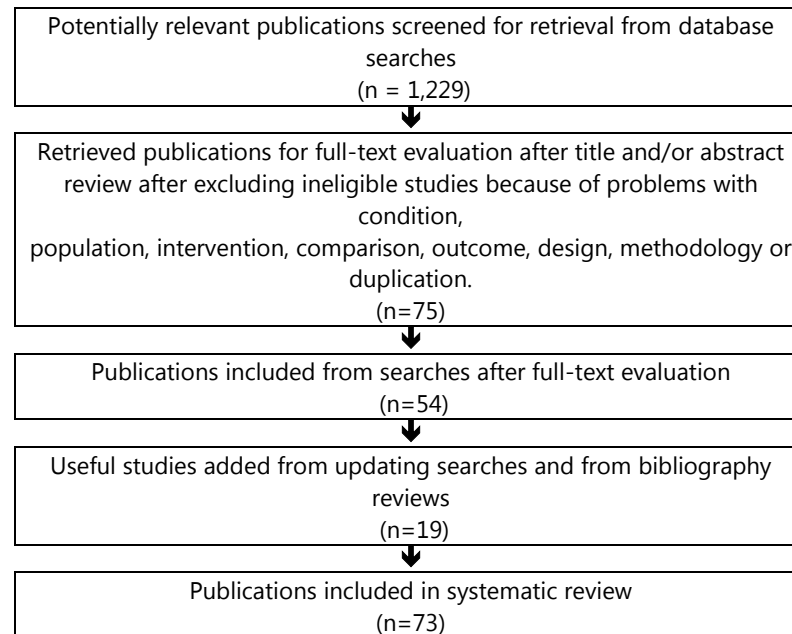 Potentially relevant publications screened for retrieval from database
searches
(n = 1,229)
Retrieved publications for full-text evaluation after title and/or abstract
review after excluding ineligible studies because of problems with
condition,
population, intervention, comparison, outcome, design, methodology or
duplication.
(n=75)
Publications included from searches after full-text evaluation
(n=54)
Useful studies added from updating searches and from bibliography
reviews
(n=19)
Publications included in systematic review
(n=73)